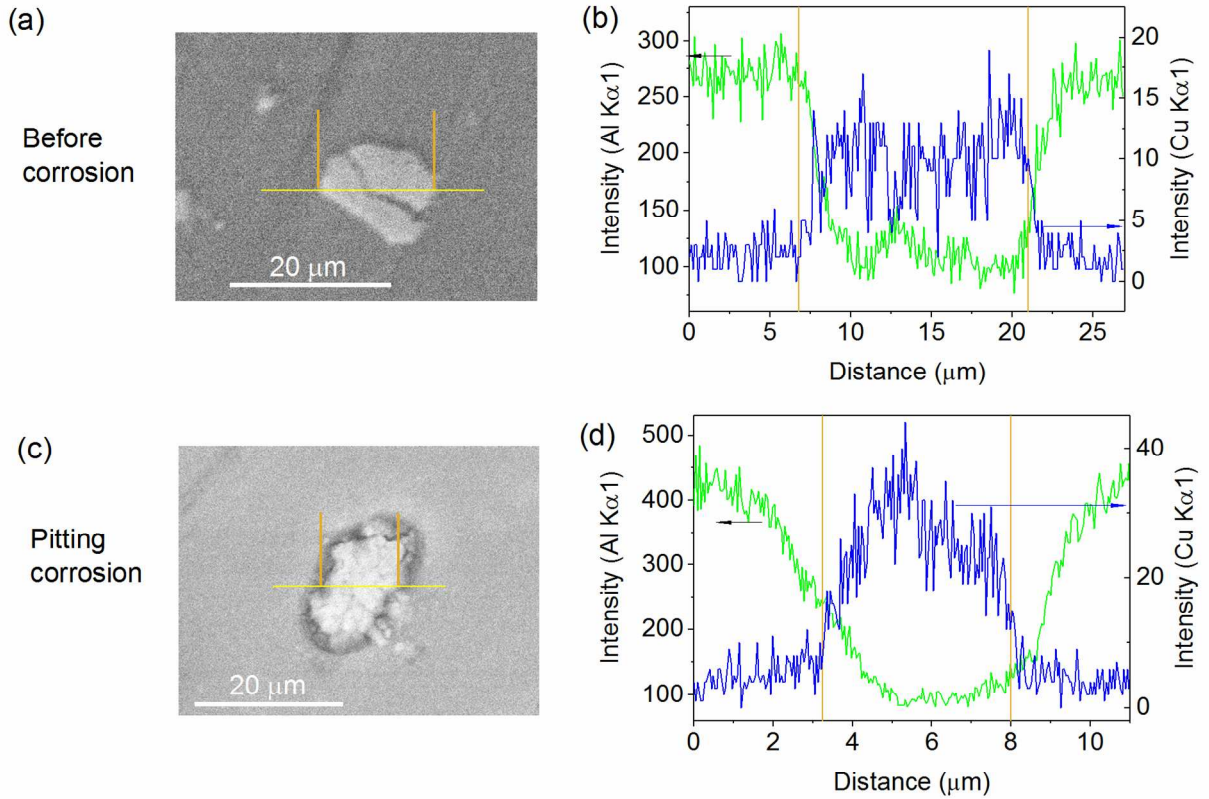 (a)
Before
corrosion
20 μm
(b)
Intensity (Al Kα1)
300
250
200
150
100
Intensity (Cu Kα1)
20
15
10
5
0
0 5 10 15 20 25
Distance (μm)
(c)
Pitting
corrosion
20 μm
(d)
Intensity (Al Kα1)
500
400
300
200
100
Intensity (Cu Kα1)
40
20
0
0 2 4 6 8 10
Distance (μm)